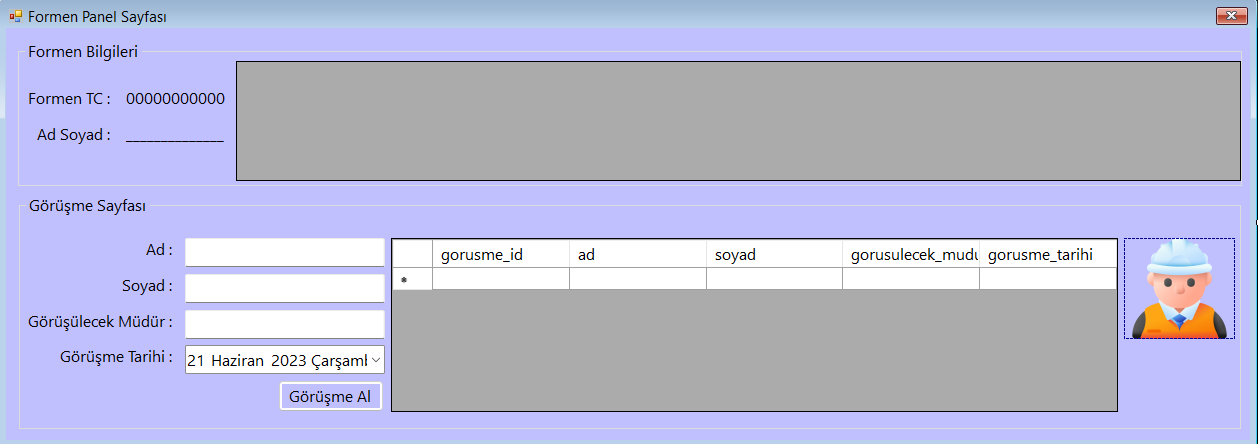 Formen Panel Sayfası
Formen Bilgileri
Formen TC : 00000000000
Ad Soyad : ______________
Görüşme Sayfası
Ad :
Soyad :
Görüşülecek Müdür :
Görüşme Tarihi : 21 Haziran 2023 Çarşaml
Görüşme Al
gorusme_id ad soyad gorusulecek_mudu gorusme_tarihi
*